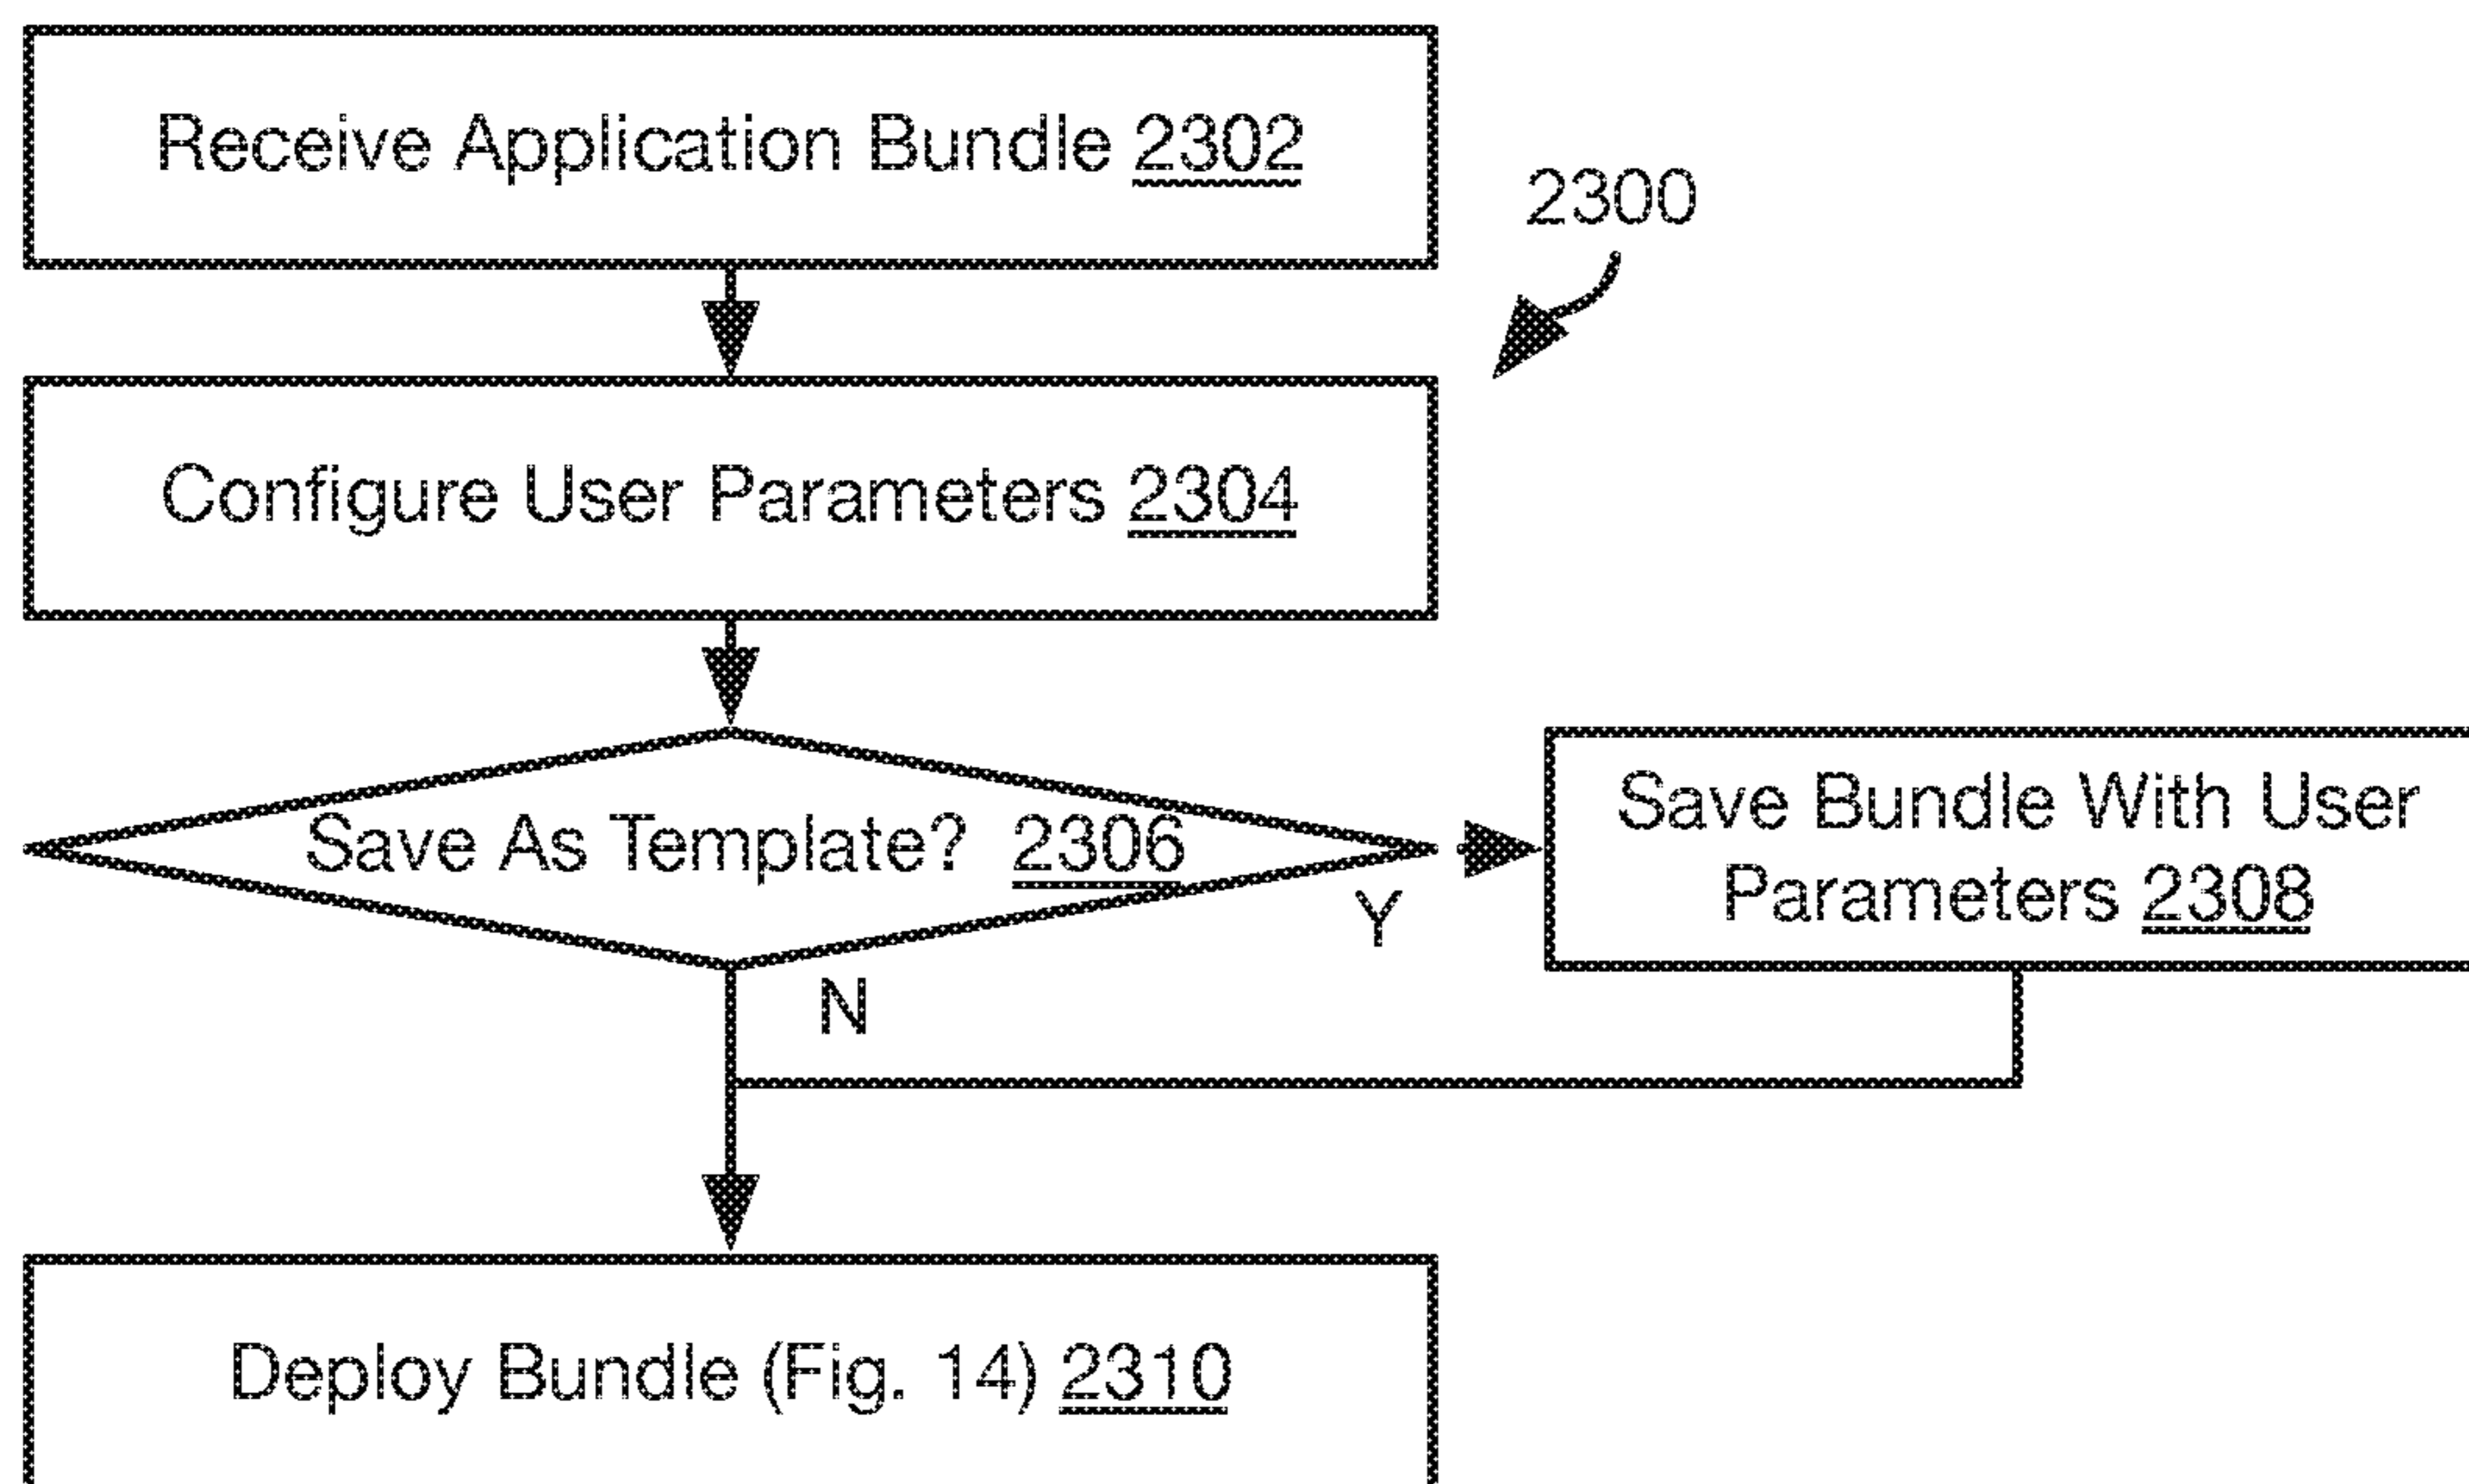 Receive Application Bundle 2302
2300
Configure User Parameters 2304
Save As Template? 2306
Save Bundle With User
Parameters 2308
Y
N
Deploy Bundle (Fig. 14) 2310